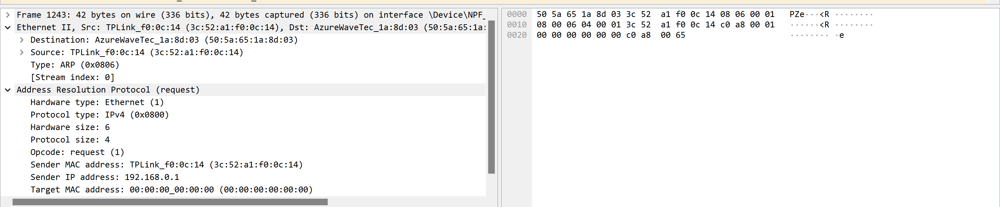 Frame 1243: 42 bytes on wire (336 bits), 42 bytes captured (336 bits) on interface \Device\NPF_
Ethernet II, Src: TPLink_f0:0c:14 (3c:52:a1:f0:0c:14), Dst: AzureWaveTec_1a:8d:03 (50:5a:65:1a:
Destination: AzureWaveTec_1a:8d:03 (50:5a:65:1a:8d:03)
Source: TPLink_f0:0c:14 (3c:52:a1:f0:0c:14)
Type: ARP (0x0806)
[Stream index: 0]
Address Resolution Protocol (request)
Hardware type: Ethernet (1)
Protocol type: IPv4 (0x0800)
Hardware size: 6
Protocol size: 4
Opcode: request (1)
Sender MAC address: TPLink_f0:0c:14 (3c:52:a1:f0:0c:14)
Sender IP address: 192.168.0.1
Target MAC address: 00:00:00_00:00:00 (00:00:00:00:00:00)
0000 50 5a 65 1a 8d 03 3c 52 a1 f0 0c 14 08 06 00 01 PZe···<R ········
0010 08 00 06 04 00 01 3c 52 a1 f0 0c 14 c0 a8 00 01 ······<R ········
0020 00 00 00 00 00 00 c0 a8 00 65 ········ ·e